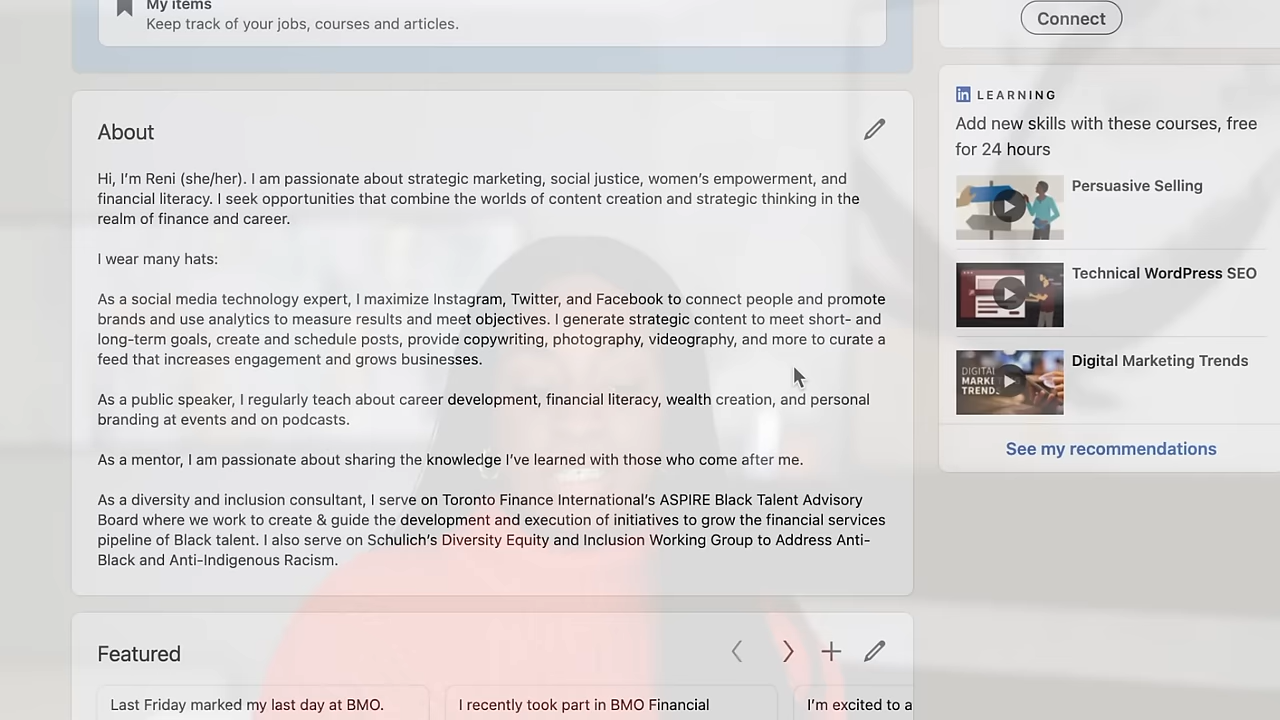 My items
Keep track of your jobs, courses and articles.
Connect
About
Hi, I'm Reni (she/her). I am passionate about strategic marketing, social justice, women's empowerment, and
financial literacy. I seek opportunities that combine the worlds of content creation and strategic thinking in the
realm of finance and career.
I wear many hats:
As a social media technology expert, I maximize Instagram, Twitter, and Facebook to connect people and promote
brands and use analytics to measure results and meet objectives. I generate strategic content to meet short- and
long-term goals, create and schedule posts, provide copywriting, photography, videography, and more to curate a
feed that increases engagement and grows businesses.
As a public speaker, I regularly teach about career development, financial literacy, wealth creation, and personal
branding at events and on podcasts.
As a mentor, I am passionate about sharing the knowledge I've learned with those who come after me.
As a diversity and inclusion consultant, I serve on Toronto Finance International's ASPIRE Black Talent Advisory
Board where we work to create & guide the development and execution of initiatives to grow the financial services
pipeline of Black talent. I also serve on Schulich's Diversity Equity and Inclusion Working Group to Address Anti-
Black and Anti-Indigenous Racism.
in LEARNING
Add new skills with these courses, free
for 24 hours
Persuasive Selling
Technical WordPress SEO
DIGITAL
MARKE
TRENDS
Digital Marketing Trends
See my recommendations
Featured
Last Friday marked my last day at BMO.
I recently took part in BMO Financial
I'm excited to a